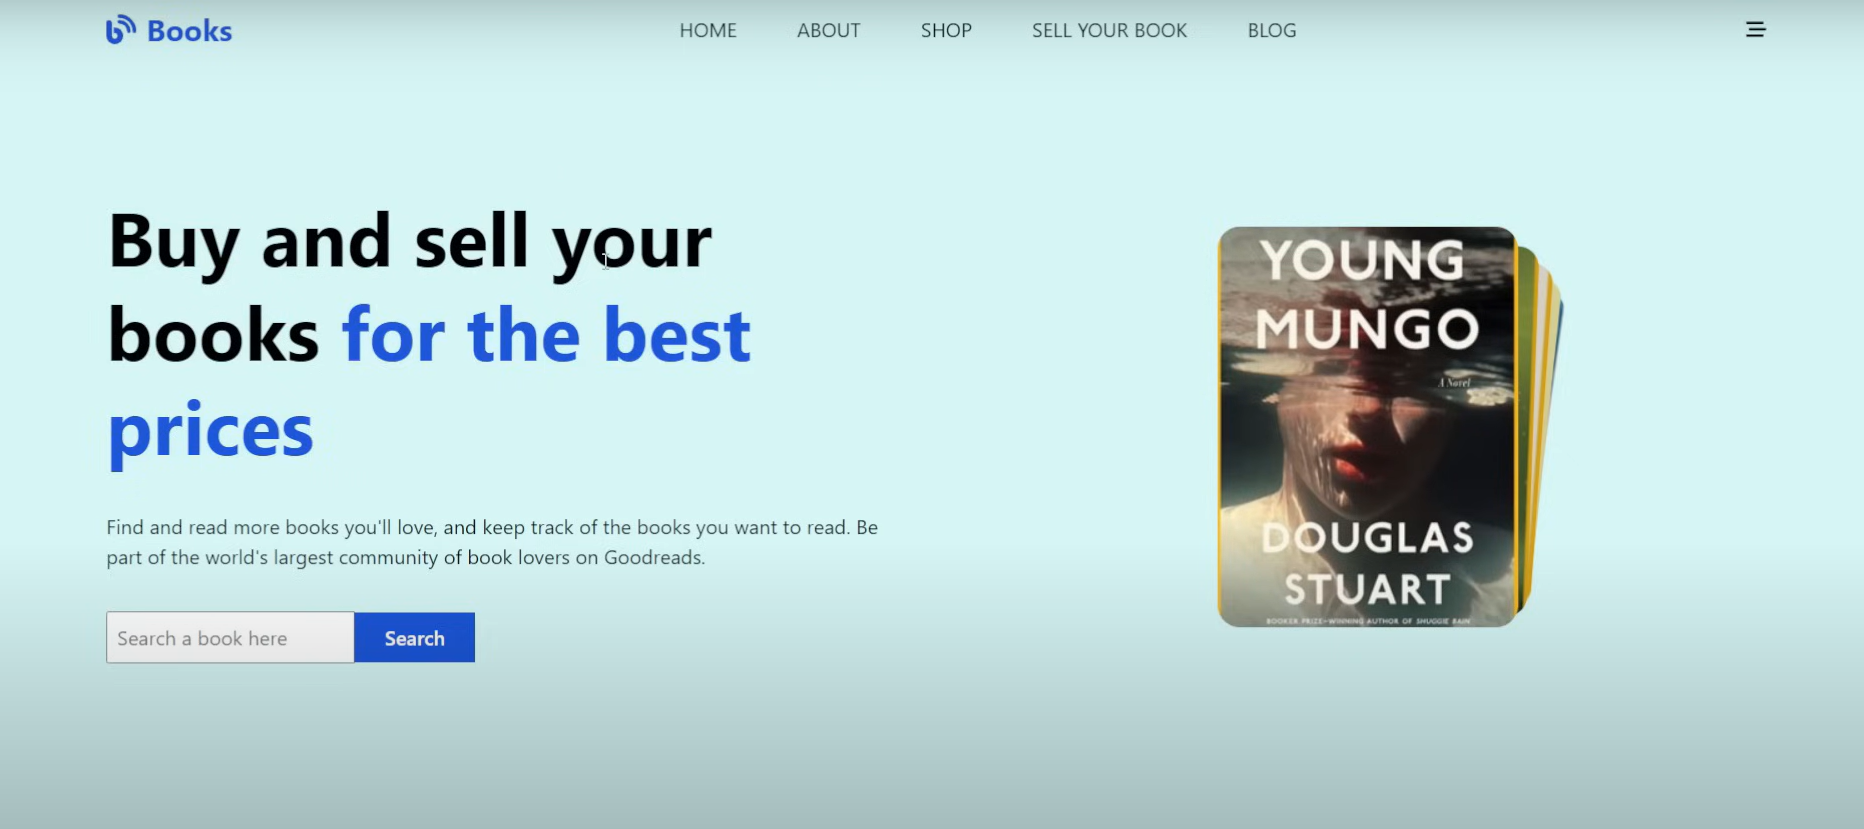 Books
HOME
ABOUT
SHOP
SELL YOUR BOOK
BLOG
Buy and sell your
books for the best
prices
Find and read more books you'll love, and keep track of the books you want to read. Be
part of the world's largest community of book lovers on Goodreads.
Search a book here
Search
YOUNG
MUNGO
A Novel
DOUGLAS
STUART
BOOKER PRIZE–WINNING AUTHOR OF SHUGGIE BAIN